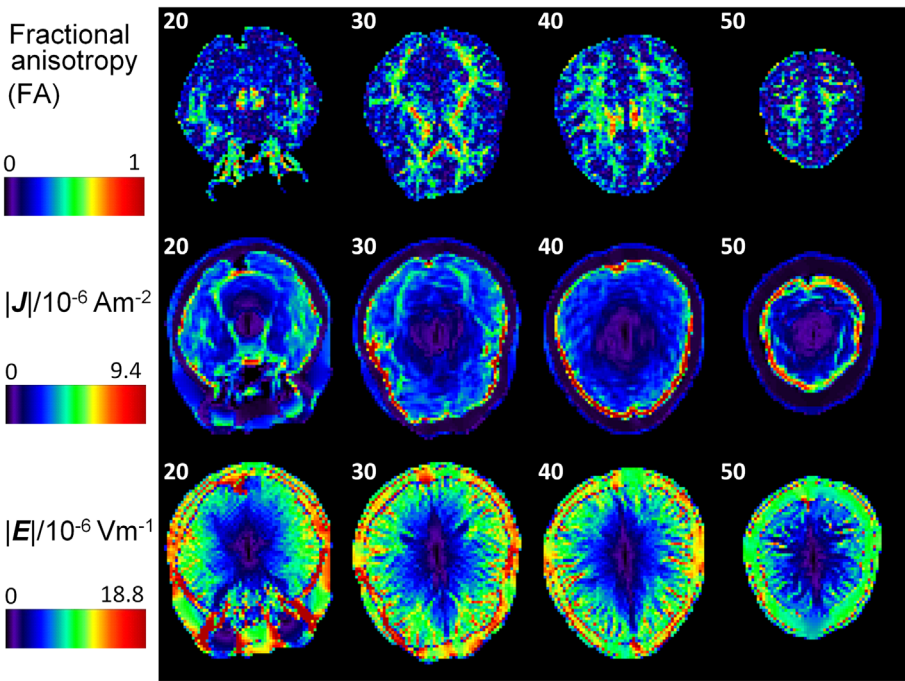 Fractional
anisotropy
(FA)
0 1
20 30 40 50
|J|/10⁻⁶ Am⁻²
0 9.4
20 30 40 50
|E|/10⁻⁶ Vm⁻¹
0 18.8
20 30 40 50